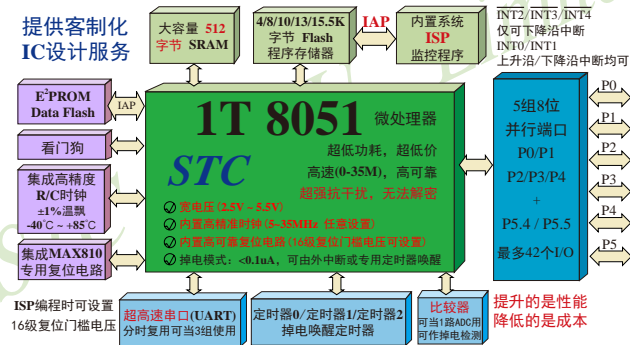 提供客制化
IC设计服务
大容量 512
字节 SRAM
4/8/10/13/15.5K
字节 Flash
程序存储器
IAP
内置系统
ISP
监控程序
INT2/INT3/INT4
仅可下降沿中断
INT0/INT1
上升沿/下降沿中断均可
E²PROM
Data Flash
IAP
看门狗
集成高精度
R/C时钟
±1%温飘
-40℃ ~ +85℃
集成MAX810
专用复位电路
ISP编程时可设置
16级复位门槛电压
1T 8051 微处理器
STC
超低功耗，超低价
高速(0-35M)，高可靠
超强抗干扰，无法解密
宽电压(2.5V ~ 5.5V)
内置高精准时钟(5~35MHz 任意设置)
内置高可靠复位电路(16级复位门槛电压可设置)
掉电模式：<0.1uA，可由外中断或专用定时器唤醒
5组8位
并行端口
P0/P1
P2/P3/P4
+
P5.4 / P5.5
最多42个I/O
P0
P1
P2
P3
P4
P5
超高速串口(UART)
分时复用可当3组使用
定时器0/定时器1/定时器2
掉电唤醒定时器
比较器
可当1路ADC用
可作掉电检测
提升的是性能
降低的是成本